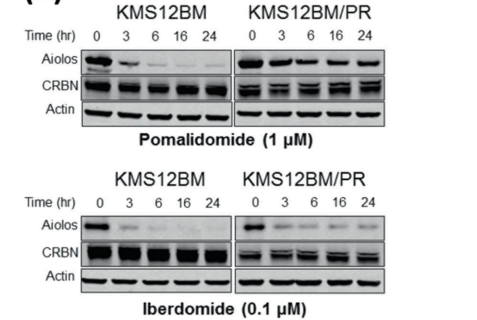 KMS12BM KMS12BM/PR
Time (hr) 0 3 6 16 24 0 3 6 16 24
Aiolos
CRBN
Actin
Pomalidomide (1 µM)
KMS12BM KMS12BM/PR
Time (hr) 0 3 6 16 24 0 3 6 16 24
Aiolos
CRBN
Actin
Iberdomide (0.1 µM)